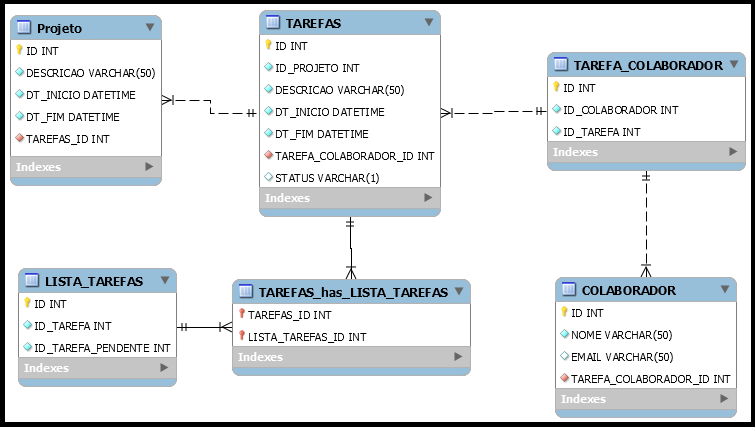 Projeto
ID INT
DESCRICAO VARCHAR(50)
DT_INICIO DATETIME
DT_FIM DATETIME
TAREFAS_ID INT
Indexes
TAREFAS
ID INT
ID_PROJETO INT
DESCRICAO VARCHAR(50)
DT_INICIO DATETIME
DT_FIM DATETIME
TAREFA_COLABORADOR_ID INT
STATUS VARCHAR(1)
Indexes
TAREFA_COLABORADOR
ID INT
ID_COLABORADOR INT
ID_TAREFA INT
Indexes
LISTA_TAREFAS
ID INT
ID_TAREFA INT
ID_TAREFA_PENDENTE INT
Indexes
TAREFAS_has_LISTA_TAREFAS
TAREFAS_ID INT
LISTA_TAREFAS_ID INT
Indexes
COLABORADOR
ID INT
NOME VARCHAR(50)
EMAIL VARCHAR(50)
TAREFA_COLABORADOR_ID INT
Indexes